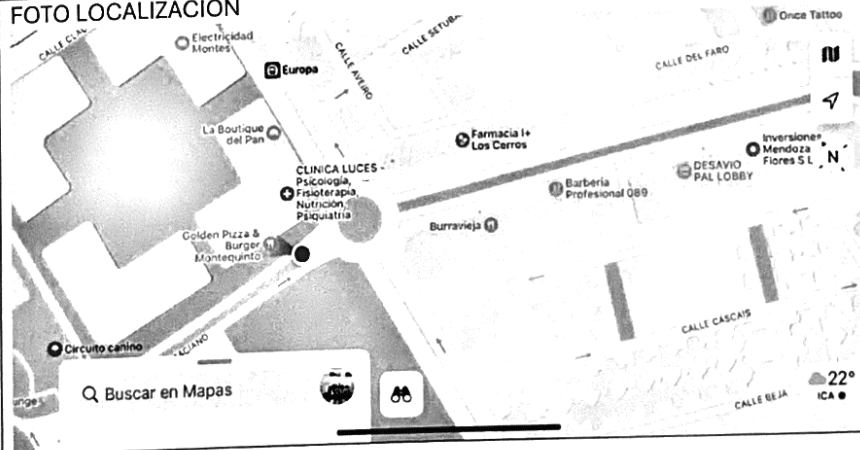 FOTO LOCALIZACIÓN
Once Tattoo
Electricidad
Montes
CALLE SETUBA
CALLE AVEIRO
CALLE DEL FARO
Europa
La Boutique
del Pan
Farmacia I+
Los Cerros
Inversiones
Mendoza
Flores S L
N
CLINICA LUCES -
Psicología,
Fisioterapia,
Nutrición,
Psiquiatría
DESAVIO
PAL LOBBY
Barbería
Profesional 089
Burravieja
Golden Pizza &
Burger
Montequinto
CALLE CASCAIS
Circuito canino
Buscar en Mapas
22°
ICA
CALLE BEJA